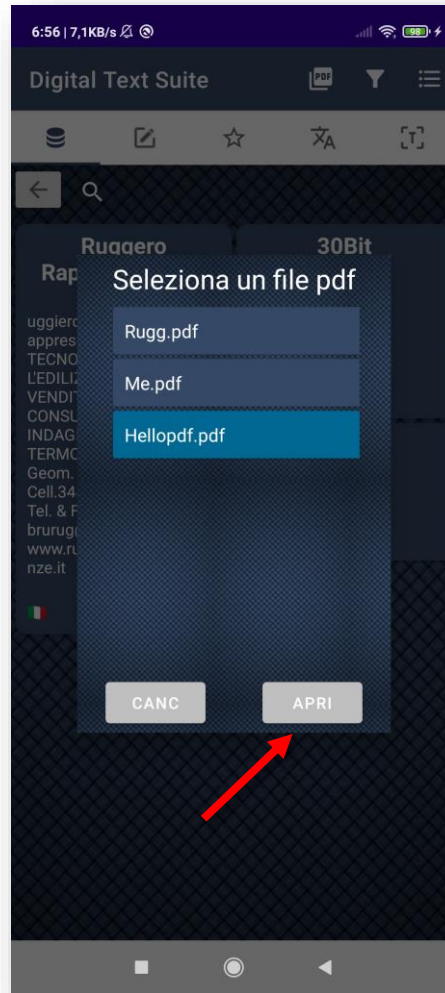 6:56 | 7,1KB/s
98
Digital Text Suite
PDF
Ruggero
30Bit
Rap
Seleziona un file pdf
uggiero
appres
Rugg.pdf
TECNO
L'EDILIZ
Me.pdf
VENDIT
CONSU
Hellopdf.pdf
INDAG
TERMO
Geom.
Cell.34
Tel. & F
brurug
www.ru
nze.it
CANC
APRI